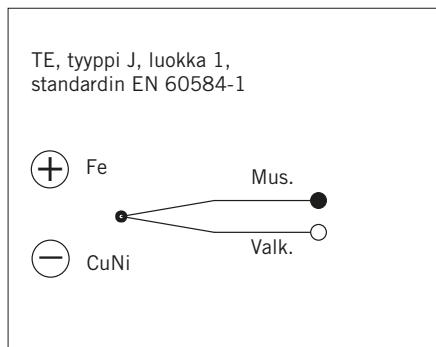 TE, tyyppi J, luokka 1,
standardin EN 60584-1
+ Fe
Mus.
Valk.
− CuNi